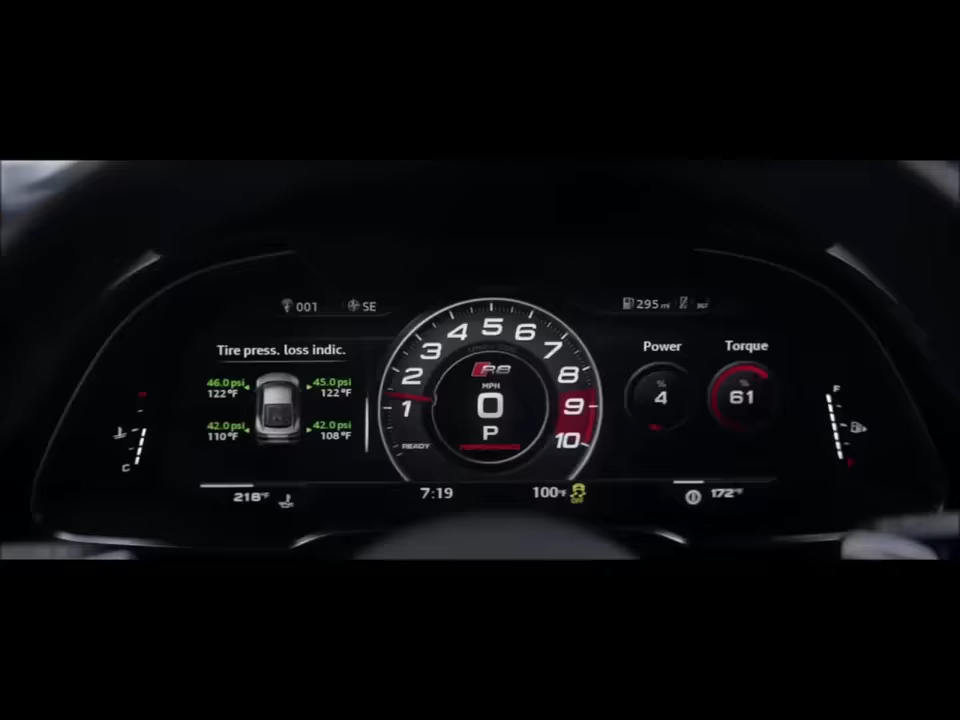 001 SE
295 mi
Tire press. loss indic.
46.0 psi 45.0 psi
122 °F 122 °F
42.0 psi 42.0 psi
110 °F 108 °F
C
1 2 3 4 5 6 7 8 9 10
READY
R8
MPH
0
P
Power Torque
% %
4 61
F
218°F
7:19
100°F
OFF
172°F